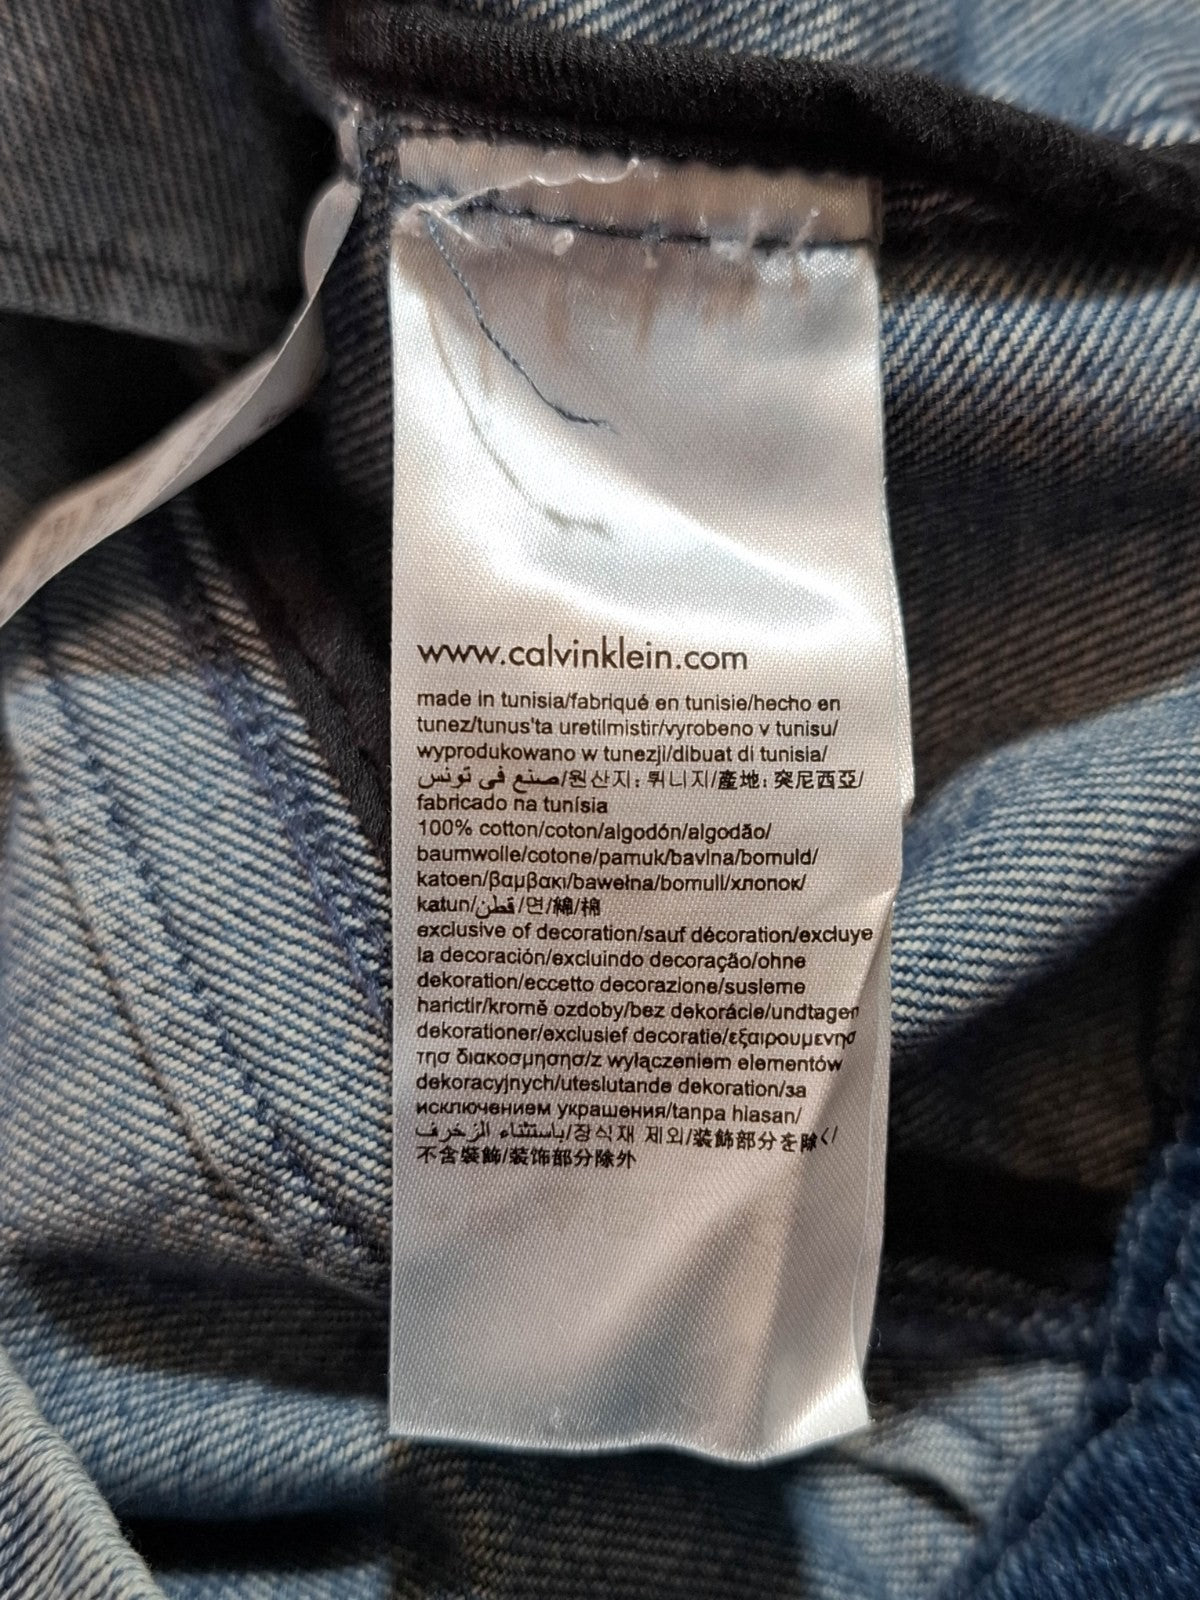 www.calvinklein.com
made in tunisia/fabriqué en tunisie/hecho en
tunez/tunus'ta uretilmistir/vyrobeno v tunisu/
wyprodukowano w tunezji/dibuat di tunisia/
صنع في تونس/원산지: 튀니지/產地: 突尼西亞/
fabricado na tunísia
100% cotton/coton/algodón/algodão/
baumwolle/cotone/pamuk/bavlna/bomuld/
katoen/βαμβακι/bawełna/bomull/хлопок/
katun/قطن/면/綿/棉
exclusive of decoration/sauf décoration/excluye
la decoración/excluindo decoração/ohne
dekoration/eccetto decorazione/susleme
harictir/kromě ozdoby/bez dekorácie/undtagen
dekorationer/exclusief decoratie/εξαιρουμενησ
τησ διακοσμησησ/z wyłączeniem elementów
dekoracyjnych/uteslutande dekoration/за
исключением украшения/tanpa hiasan/
باستثناء الزخرف/장식재 제외/装飾部分を除く/
不含裝飾/装饰部分除外